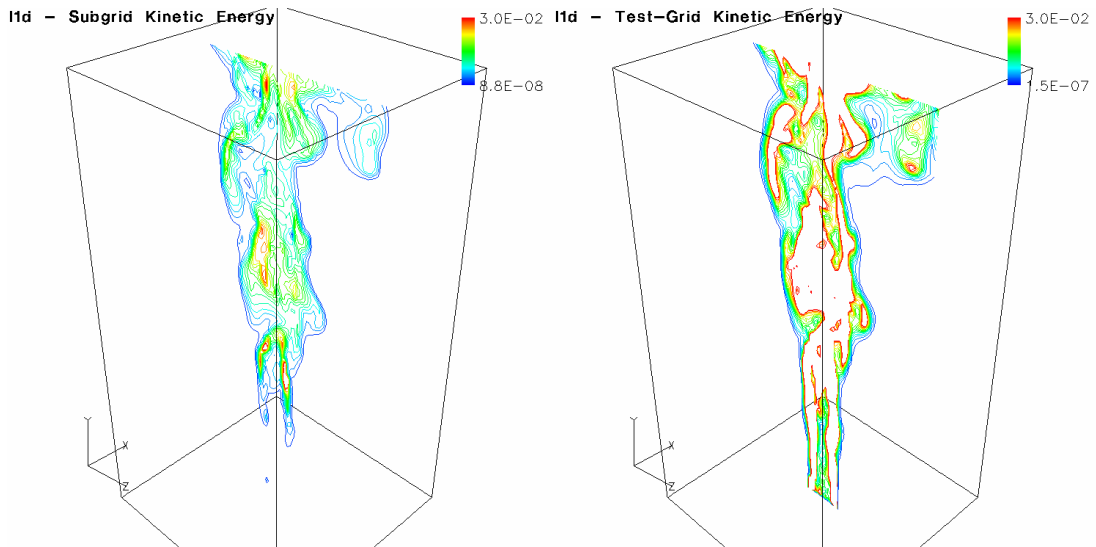 l1d – Subgrid Kinetic Energy
3.0E−02
8.8E−08
Y
X
Z
l1d – Test−Grid Kinetic Energy
3.0E−02
1.5E−07
Y
X
Z